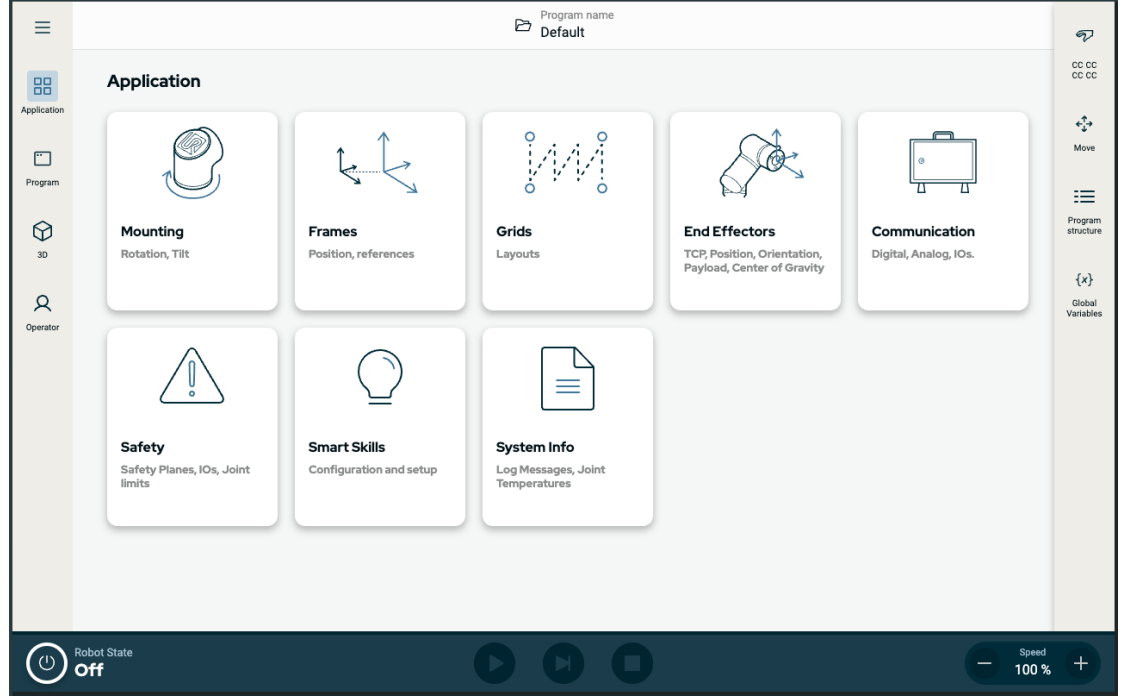 Program name
Default
Application
Program
3D
Operator
Application
Mounting
Rotation, Tilt
Frames
Position, references
Grids
Layouts
End Effectors
TCP, Position, Orientation,
Payload, Center of Gravity
Communication
Digital, Analog, IOs.
Safety
Safety Planes, IOs, Joint
limits
Smart Skills
Configuration and setup
System Info
Log Messages, Joint
Temperatures
CC CC
CC CC
Move
Program
structure
{x}
Global
Variables
Robot State
Off
Speed
100 %